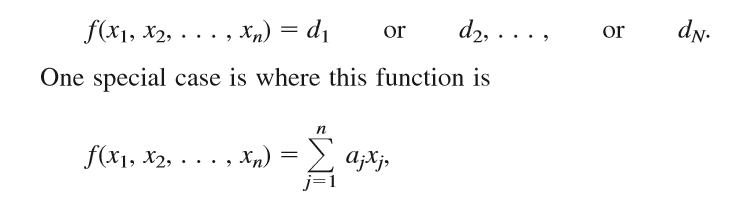 f(x₁, x₂, . . . , xₙ) = d₁ or d₂, . . . , or d_N.
One special case is where this function is
f(x₁, x₂, . . . , xₙ) = ∑_{j=1}^{n} aⱼxⱼ,